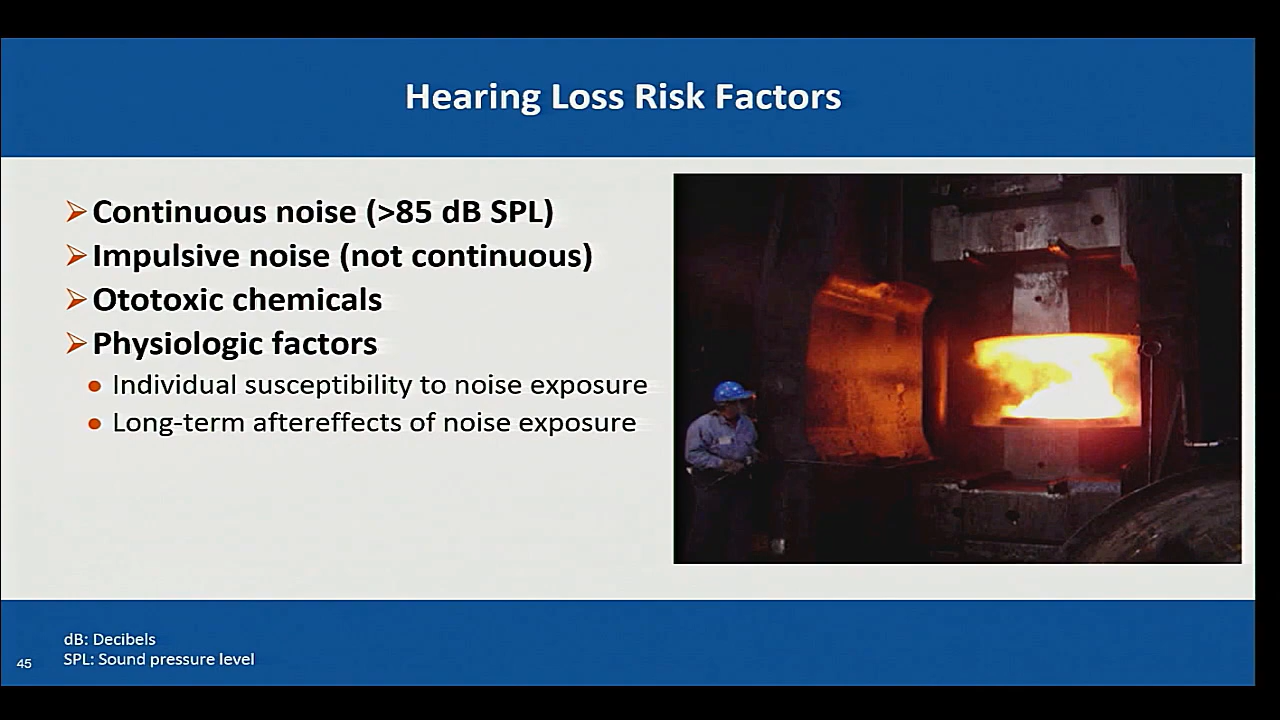 Hearing Loss Risk Factors
Continuous noise (>85 dB SPL)
Impulsive noise (not continuous)
Ototoxic chemicals
Physiologic factors
Individual susceptibility to noise exposure
Long-term aftereffects of noise exposure
dB: Decibels
SPL: Sound pressure level
45